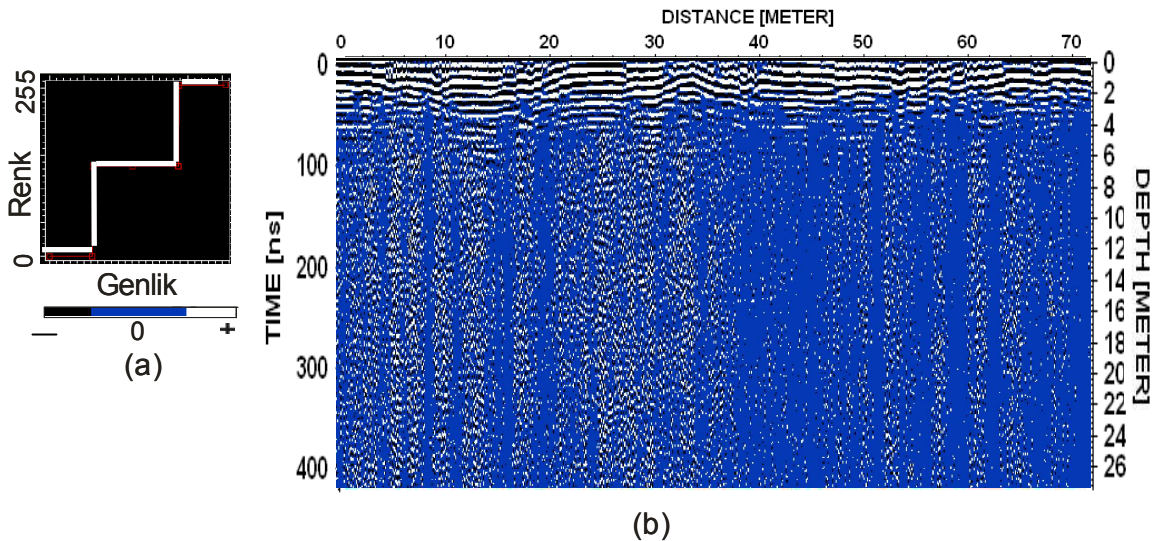 255
Renk
0
Genlik
— 0 +
(a)
DISTANCE [METER]
0 10 20 30 40 50 60 70
TIME [ns]
0
100
200
300
400
DEPTH [METER]
0
2
4
6
8
10
12
14
16
18
20
22
24
26
(b)